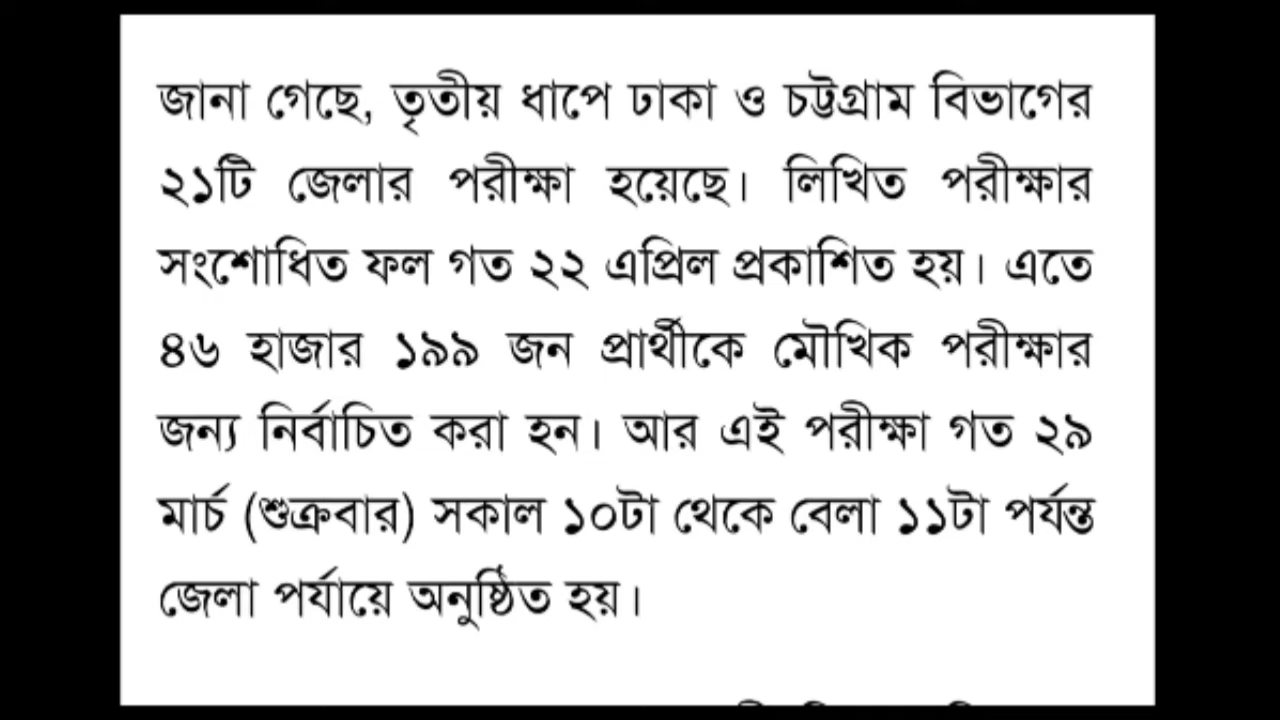 জানা গেছে, তৃতীয় ধাপে ঢাকা ও চট্টগ্রাম বিভাগের
২১টি জেলার পরীক্ষা হয়েছে। লিখিত পরীক্ষার
সংশোধিত ফল গত ২২ এপ্রিল প্রকাশিত হয়। এতে
৪৬ হাজার ১৯৯ জন প্রার্থীকে মৌখিক পরীক্ষার
জন্য নির্বাচিত করা হন। আর এই পরীক্ষা গত ২৯
মার্চ (শুক্রবার) সকাল ১০টা থেকে বেলা ১১টা পর্যন্ত
জেলা পর্যায়ে অনুষ্ঠিত হয়।